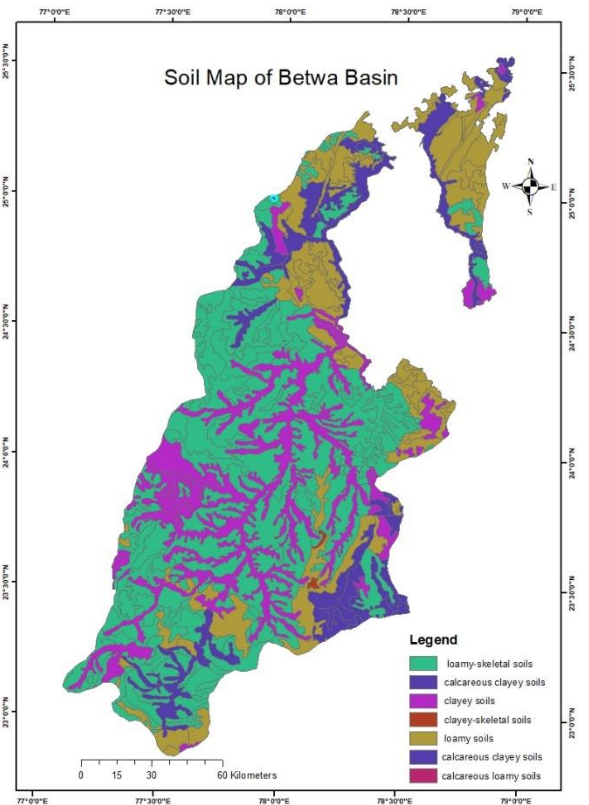 77°0'0"E 77°30'0"E 78°0'0"E 78°30'0"E 79°0'0"E
25°30'0"N
25°30'0"N
Soil Map of Betwa Basin
N
W E
S
25°0'0"N
25°0'0"N
24°30'0"N
24°30'0"N
24°0'0"N
24°0'0"N
23°30'0"N
23°30'0"N
23°0'0"N
23°0'0"N
Legend
loamy-skeletal soils
calcareous clayey soils
clayey soils
clayey-skeletal soils
loamy soils
calcareous clayey soils
calcareous loamy soils
0 15 30 60 Kilometers
77°0'0"E 77°30'0"E 78°0'0"E 78°30'0"E 79°0'0"E